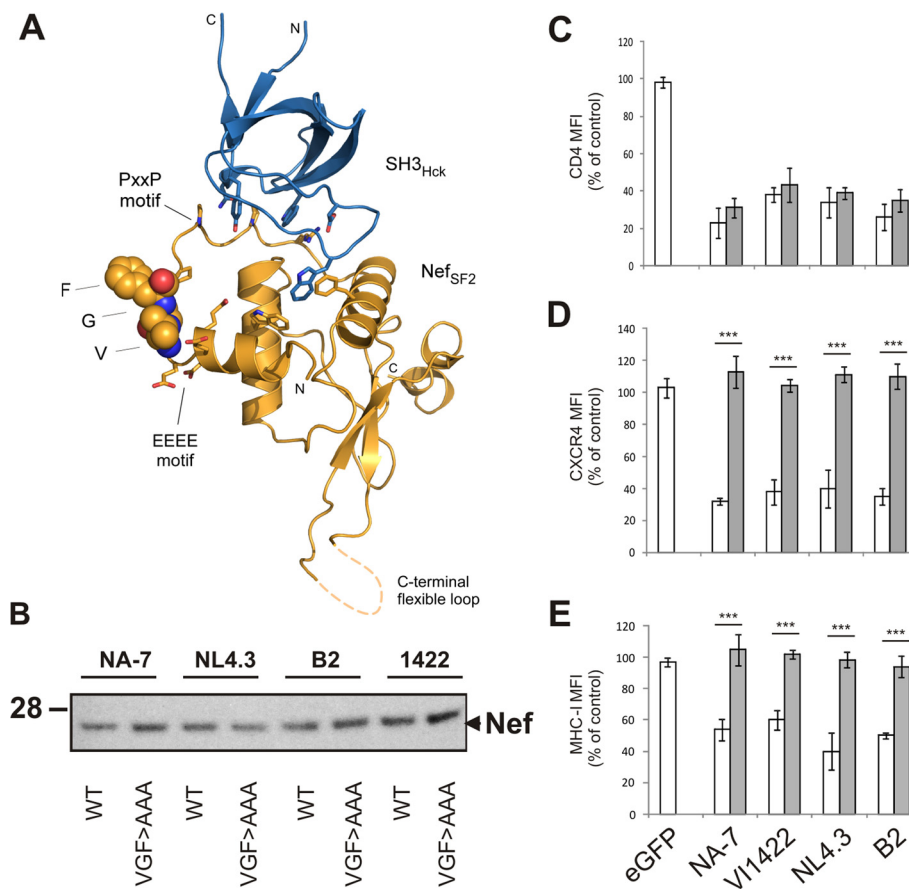 A
C
N
SH3Hck
PxxP
motif
NefSF2
F
G
V
C
N
EEEE
motif
C-terminal
flexible loop
B
NA-7 NL4.3 B2 1422
28
Nef
WT VGF>AAA WT VGF>AAA WT VGF>AAA WT VGF>AAA
C
CD4 MFI
(% of control)
120
100
80
60
40
20
0
D
CXCR4 MFI
(% of control)
140
120
100
80
60
40
20
0
*** *** *** ***
E
MHC-I MFI
(% of control)
120
100
80
60
40
20
0
*** *** *** ***
eGFP NA-7 VI1422 NL4.3 B2